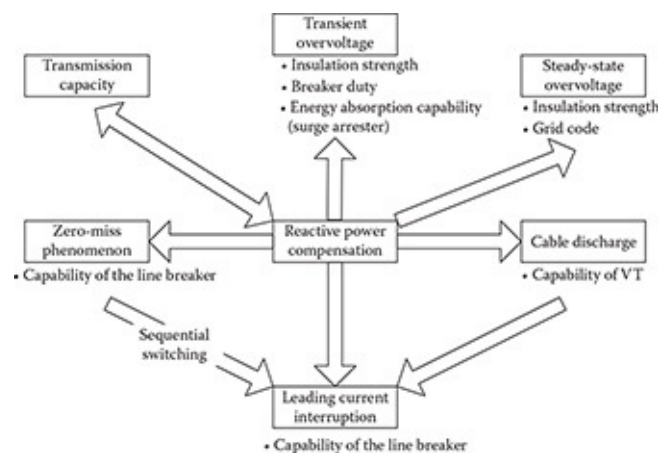 Transient
overvoltage
• Insulation strength
• Breaker duty
• Energy absorption capability
(surge arrester)
Transmission
capacity
Steady-state
overvoltage
• Insulation strength
• Grid code
Zero-miss
phenomenon
• Capability of the line breaker
Reactive power
compensation
Cable discharge
• Capability of VT
Sequential
switching
Leading current
interruption
• Capability of the line breaker